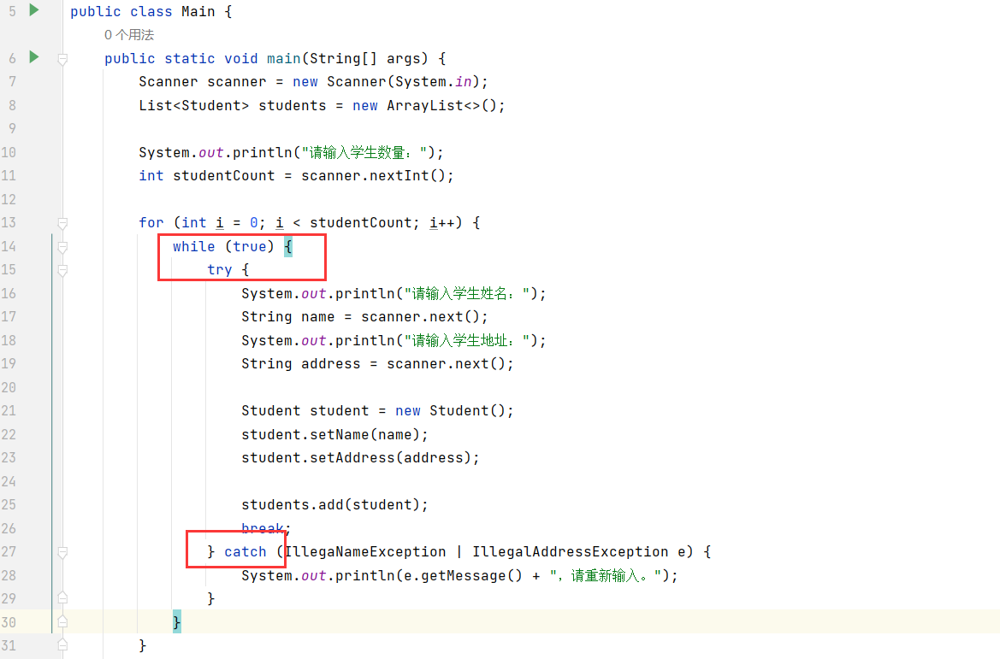 5 public class Main {
0 个用法
6 public static void main(String[] args) {
7 Scanner scanner = new Scanner(System.in);
8 List<Student> students = new ArrayList<>();
9
10 System.out.println("请输入学生数量：");
11 int studentCount = scanner.nextInt();
12
13 for (int i = 0; i < studentCount; i++) {
14 while (true) {
15 try {
16 System.out.println("请输入学生姓名：");
17 String name = scanner.next();
18 System.out.println("请输入学生地址：");
19 String address = scanner.next();
20
21 Student student = new Student();
22 student.setName(name);
23 student.setAddress(address);
24
25 students.add(student);
26 break;
27 } catch (IllegaNameException | IllegalAddressException e) {
28 System.out.println(e.getMessage() + "，请重新输入。");
29 }
30 }
31 }